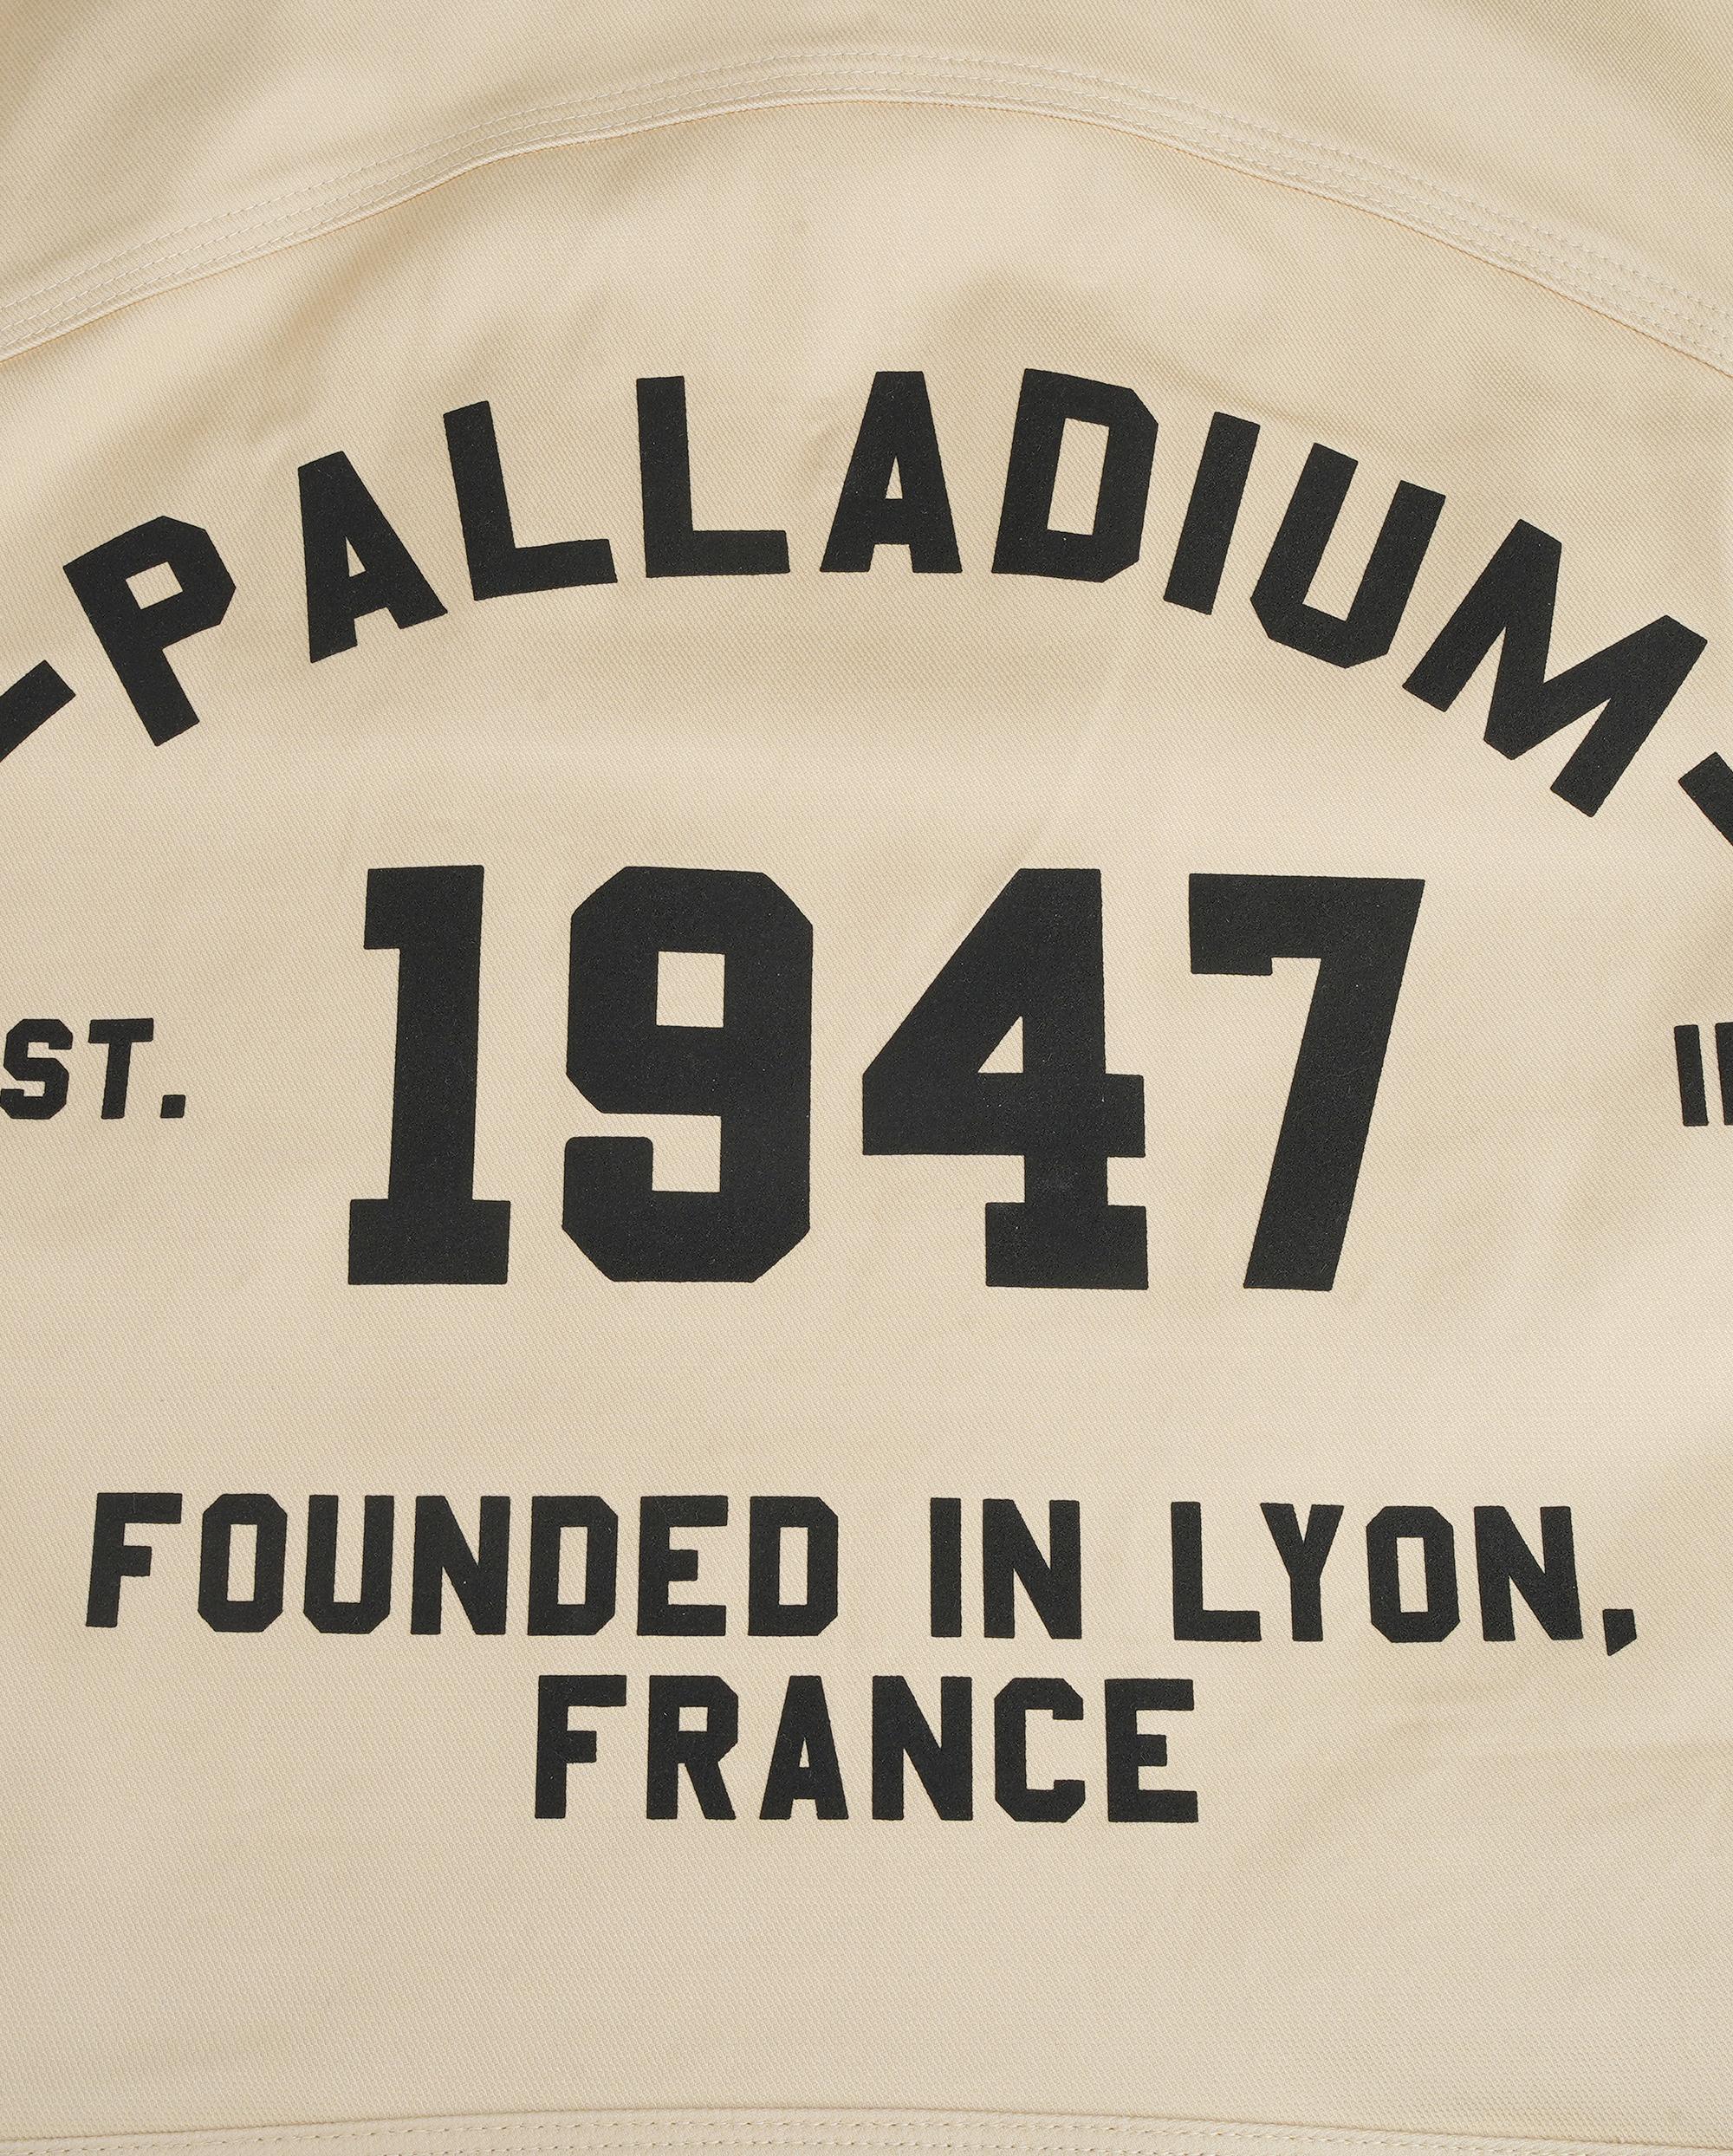 -PALLADIUM-
ST. 1947
FOUNDED IN LYON,
FRANCE